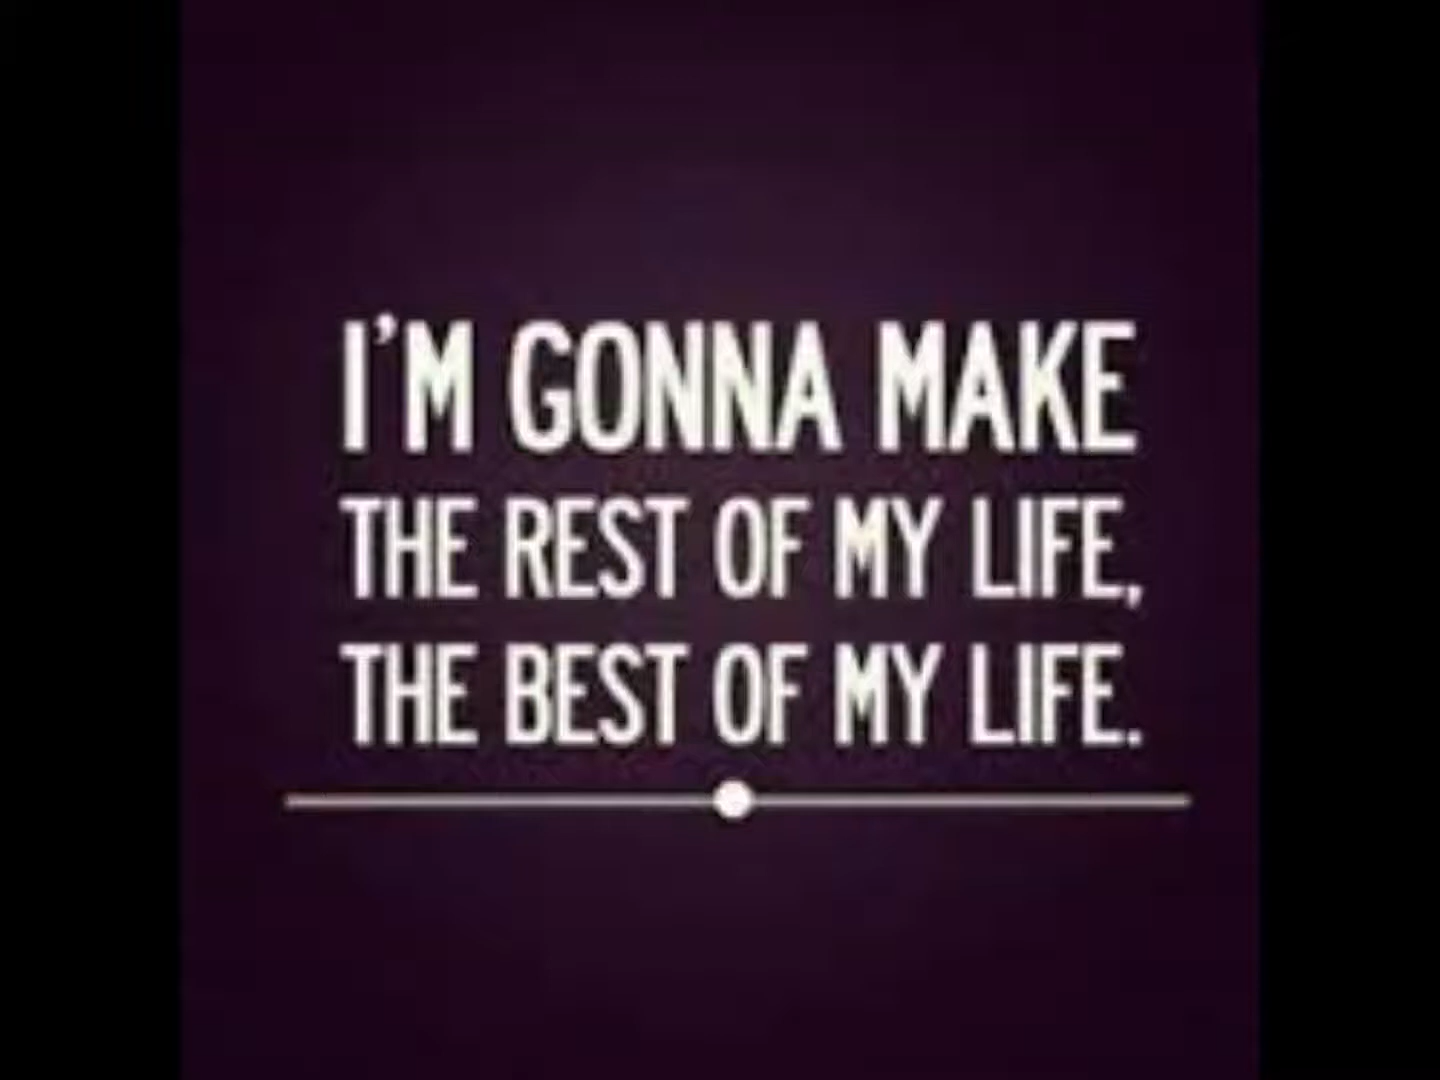 I'M GONNA MAKE
THE REST OF MY LIFE,
THE BEST OF MY LIFE.